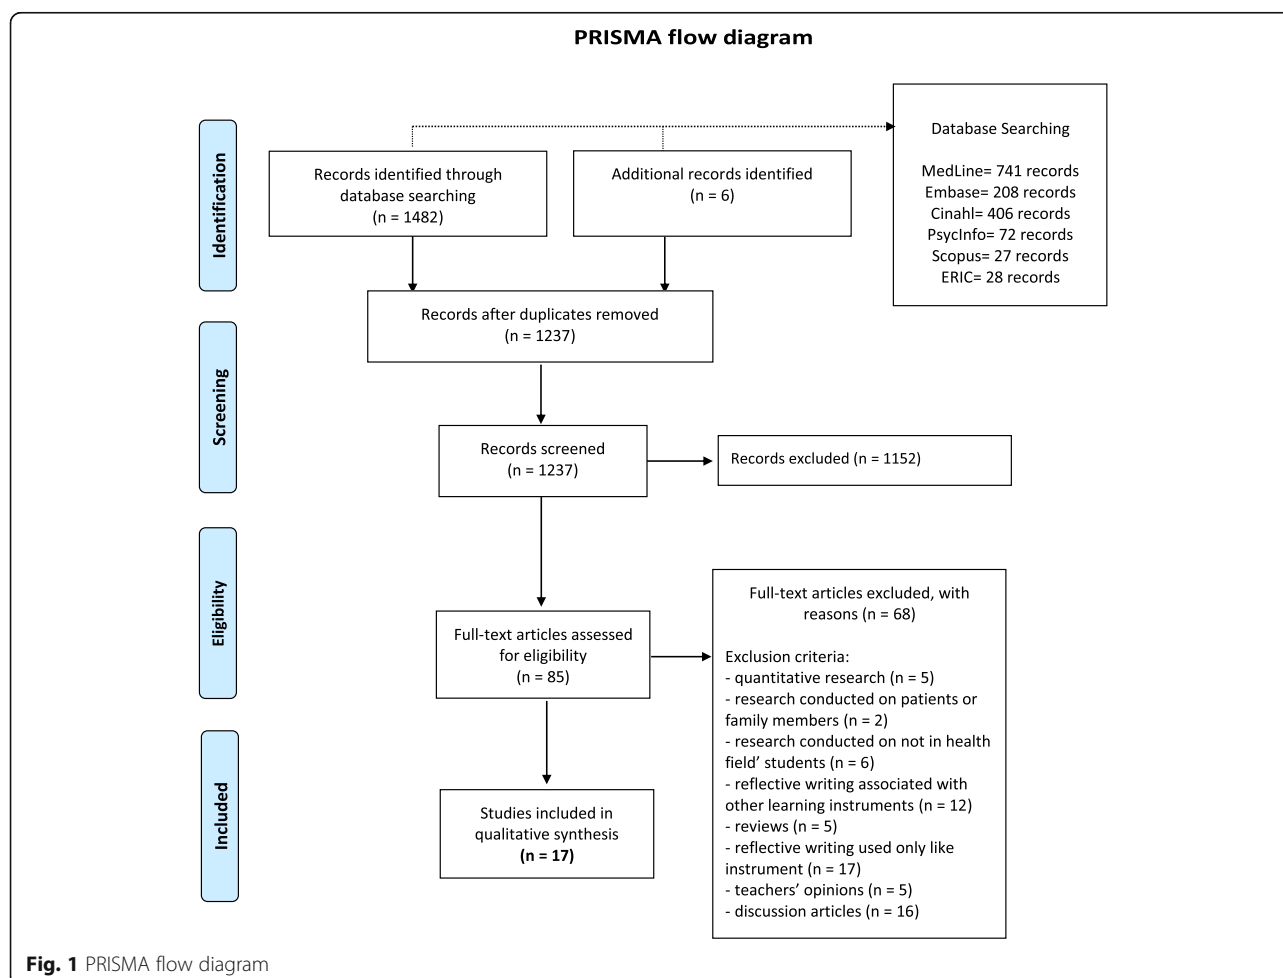 PRISMA flow diagram
Identification
Records identified through
database searching
(n = 1482)
Additional records identified
(n = 6)
Database Searching
MedLine= 741 records
Embase= 208 records
Cinahl= 406 records
PsycInfo= 72 records
Scopus= 27 records
ERIC= 28 records
Records after duplicates removed
(n = 1237)
Screening
Records screened
(n = 1237)
Records excluded (n = 1152)
Eligibility
Full-text articles assessed
for eligibility
(n = 85)
Full-text articles excluded, with
reasons (n = 68)
Exclusion criteria:
- quantitative research (n = 5)
- research conducted on patients or
family members (n = 2)
- research conducted on not in health
field’ students (n = 6)
- reflective writing associated with
other learning instruments (n = 12)
- reviews (n = 5)
- reflective writing used only like
instrument (n = 17)
- teachers’ opinions (n = 5)
- discussion articles (n = 16)
Included
Studies included in
qualitative synthesis
(n = 17)
Fig. 1 PRISMA flow diagram